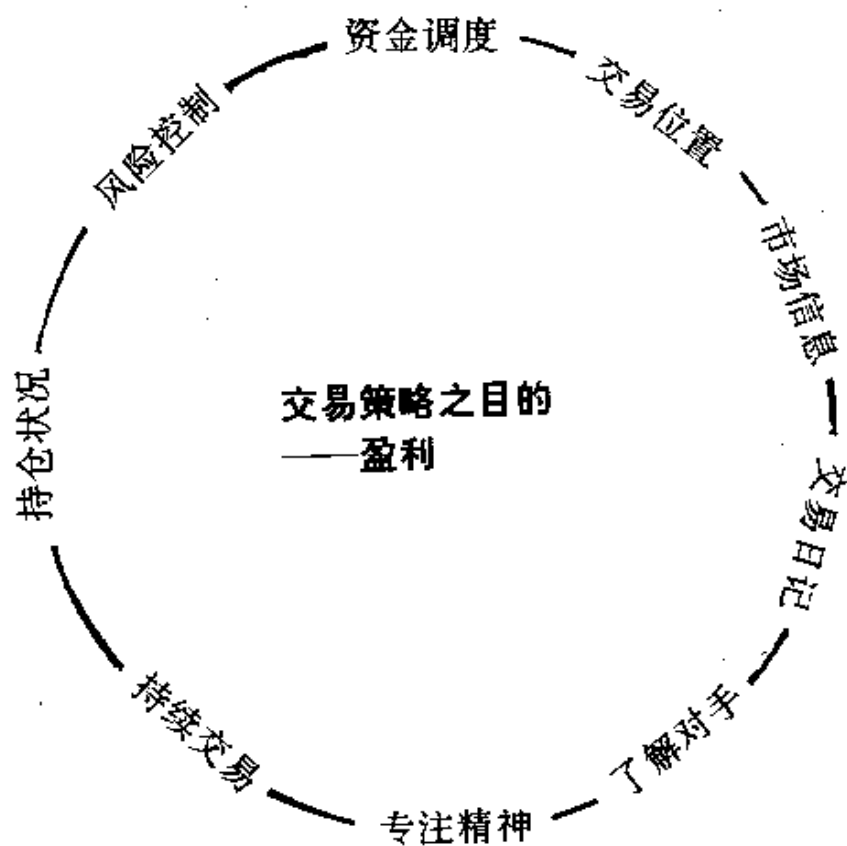 资金调度
交易位置
市场信息
交易日记
了解对手
专注精神
持续交易
持仓状况
风险控制
交易策略之目的
——盈利